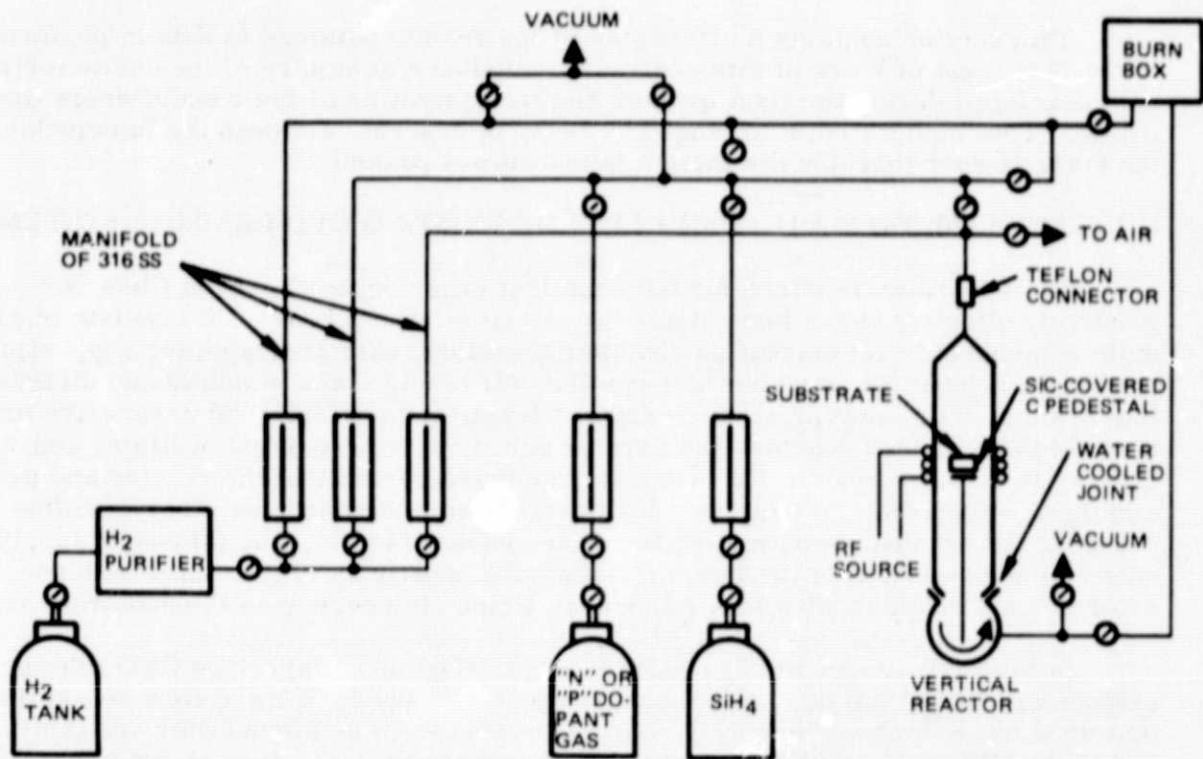 VACUUM
BURN
BOX
MANIFOLD
OF 316 SS
TO AIR
TEFLON
CONNECTOR
SUBSTRATE
SiC-COVERED
C PEDESTAL
WATER
COOLED
JOINT
VACUUM
RF
SOURCE
H2
PURIFIER
H2
TANK
"N" OR
"P" DO-
PANT
GAS
SiH4
VERTICAL
REACTOR